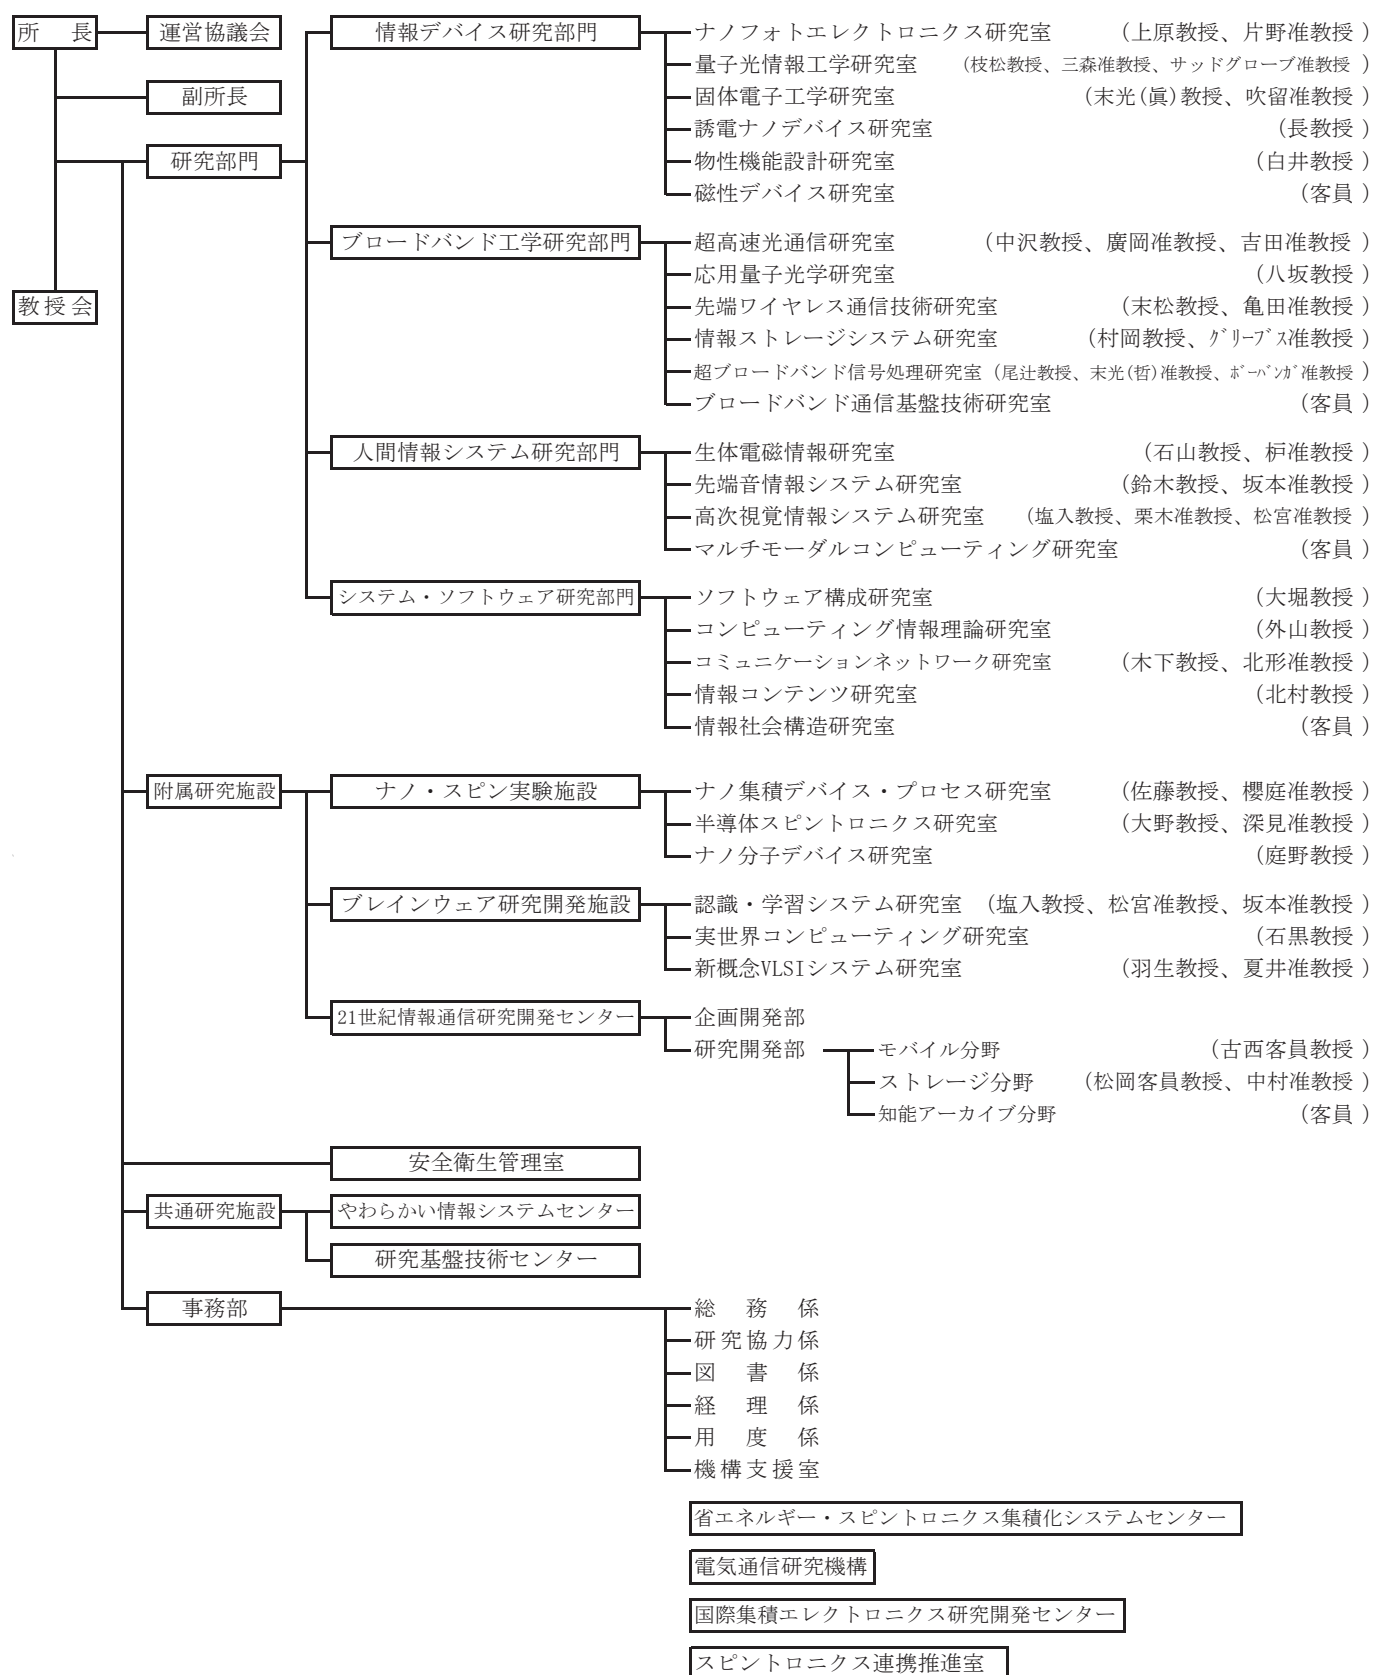 所　長　運営協議会　情報デバイス研究部門　ナノフォトエレクトロニクス研究室　（上原教授、片野准教授）
量子光情報工学研究室　（枝松教授、三森准教授、サッドグローブ准教授）
副所長　固体電子工学研究室　（末光(眞)教授、吹留准教授）
誘電ナノデバイス研究室　（長教授）
研究部門　物性機能設計研究室　（白井教授）
磁性デバイス研究室　（客員）
ブロードバンド工学研究部門　超高速光通信研究室　（中沢教授、廣岡准教授、吉田准教授）
応用量子光学研究室　（八坂教授）
教授会　先端ワイヤレス通信技術研究室　（末松教授、亀田准教授）
情報ストレージシステム研究室　（村岡教授、ｸﾞﾘｰﾌﾞｽ准教授）
超ブロードバンド信号処理研究室（尾辻教授、末光(哲)准教授、ﾎﾞｰﾊﾞﾝｶﾞ准教授）
ブロードバンド通信基盤技術研究室　（客員）
人間情報システム研究部門　生体電磁情報研究室　（石山教授、枦准教授）
先端音情報システム研究室　（鈴木教授、坂本准教授）
高次視覚情報システム研究室　（塩入教授、栗木准教授、松宮准教授）
マルチモーダルコンピューティング研究室　（客員）
システム・ソフトウェア研究部門　ソフトウェア構成研究室　（大堀教授）
コンピューティング情報理論研究室　（外山教授）
コミュニケーションネットワーク研究室　（木下教授、北形准教授）
情報コンテンツ研究室　（北村教授）
情報社会構造研究室　（客員）
附属研究施設　ナノ・スピン実験施設　ナノ集積デバイス・プロセス研究室　（佐藤教授、櫻庭准教授）
半導体スピントロニクス研究室　（大野教授、深見准教授）
ナノ分子デバイス研究室　（庭野教授）
ブレインウェア研究開発施設　認識・学習システム研究室　（塩入教授、松宮准教授、坂本准教授）
実世界コンピューティング研究室　（石黒教授）
新概念VLSIシステム研究室　（羽生教授、夏井准教授）
21世紀情報通信研究開発センター　企画開発部
研究開発部　モバイル分野　（古西客員教授）
ストレージ分野　（松岡客員教授、中村准教授）
知能アーカイブ分野　（客員）
安全衛生管理室
共通研究施設　やわらかい情報システムセンター
研究基盤技術センター
事務部　総　務　係
研究協力係
図　書　係
経　理　係
用　度　係
機構支援室
省エネルギー・スピントロニクス集積化システムセンター
電気通信研究機構
国際集積エレクトロニクス研究開発センター
スピントロニクス連携推進室